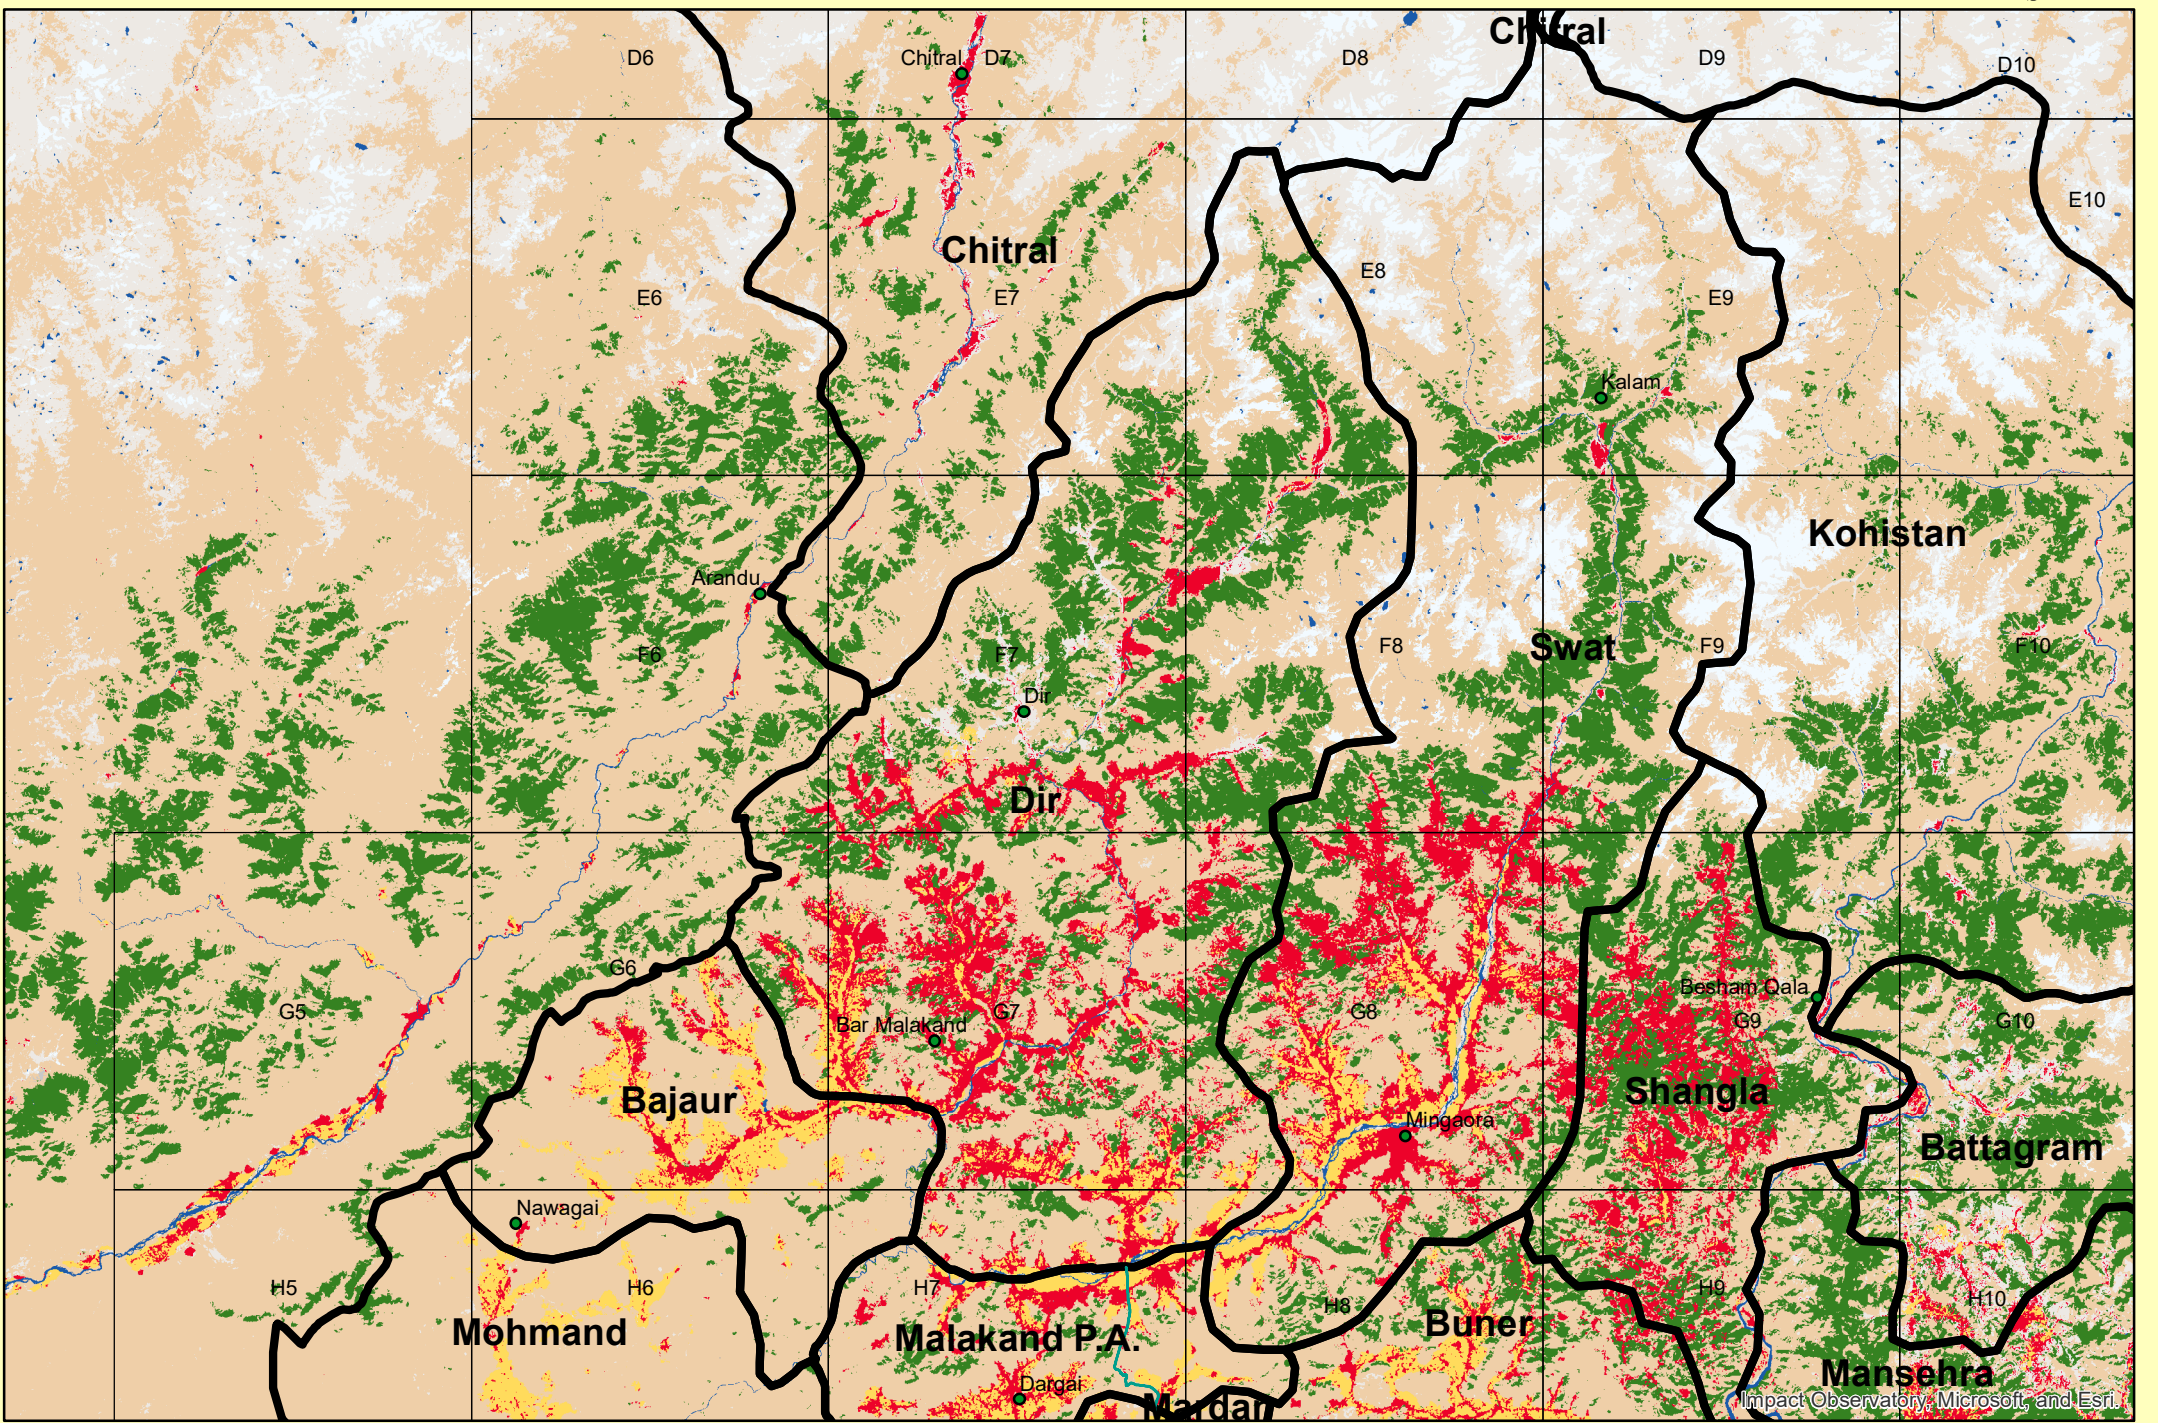 Chitral
D6
Chitral
D7
D8
D9
D10
E10
Chitral
E6
E7
E8
E9
Kalam
Kohistan
Arandu
F6
F7
F8
Swat
F9
F10
Dir
Dir
G6
G5
Bar Malakand
G7
G8
Besham Qala
G9
G10
Bajaur
Shangla
Mingaora
Battagram
Nawagai
H5
H6
H7
H8
H9
H10
Mohmand
Malakand P.A.
Buner
Mansehra
Dargai
Mardan
Impact Observatory, Microsoft, and Esri.